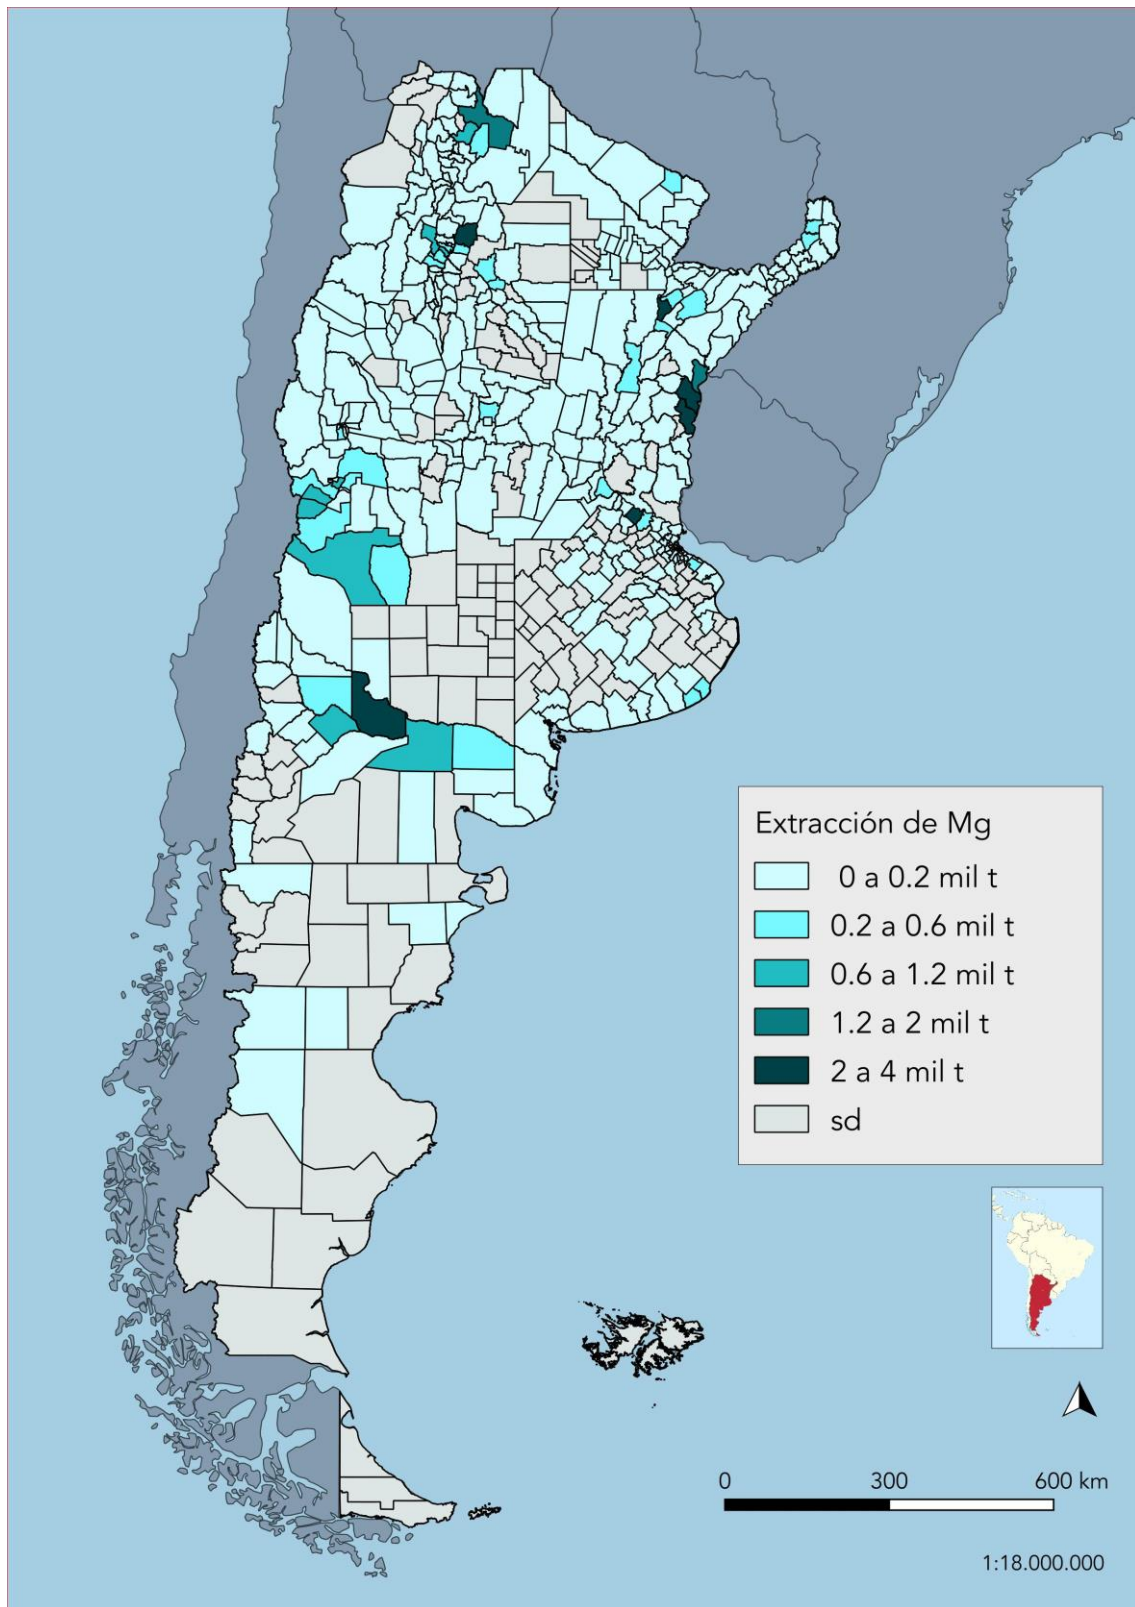 Extracción de Mg
0 a 0.2 mil t
0.2 a 0.6 mil t
0.6 a 1.2 mil t
1.2 a 2 mil t
2 a 4 mil t
sd
0 300 600 km
1:18.000.000